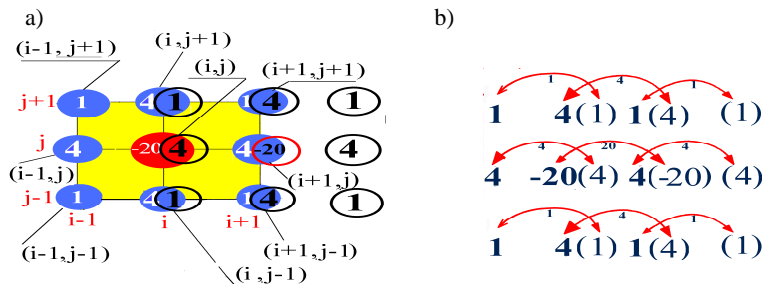 a)
b)
(i-1, j+1)
(i,j+1)
(i,j)
(i+1,j+1)
j+1 1 4 1 1 4 1
j 4 -20 4 4 -20 4
(i-1,j)
(i+1,j)
j-1 1 4 1 1 4 1
i-1 i i+1
(i-1,j-1)
(i,j-1)
(i+1,j-1)
1 4 1
1 4(1) 1(4) (1)
4 20 4
4 -20(4) 4(-20) (4)
1 4 1
1 4(1) 1(4) (1)